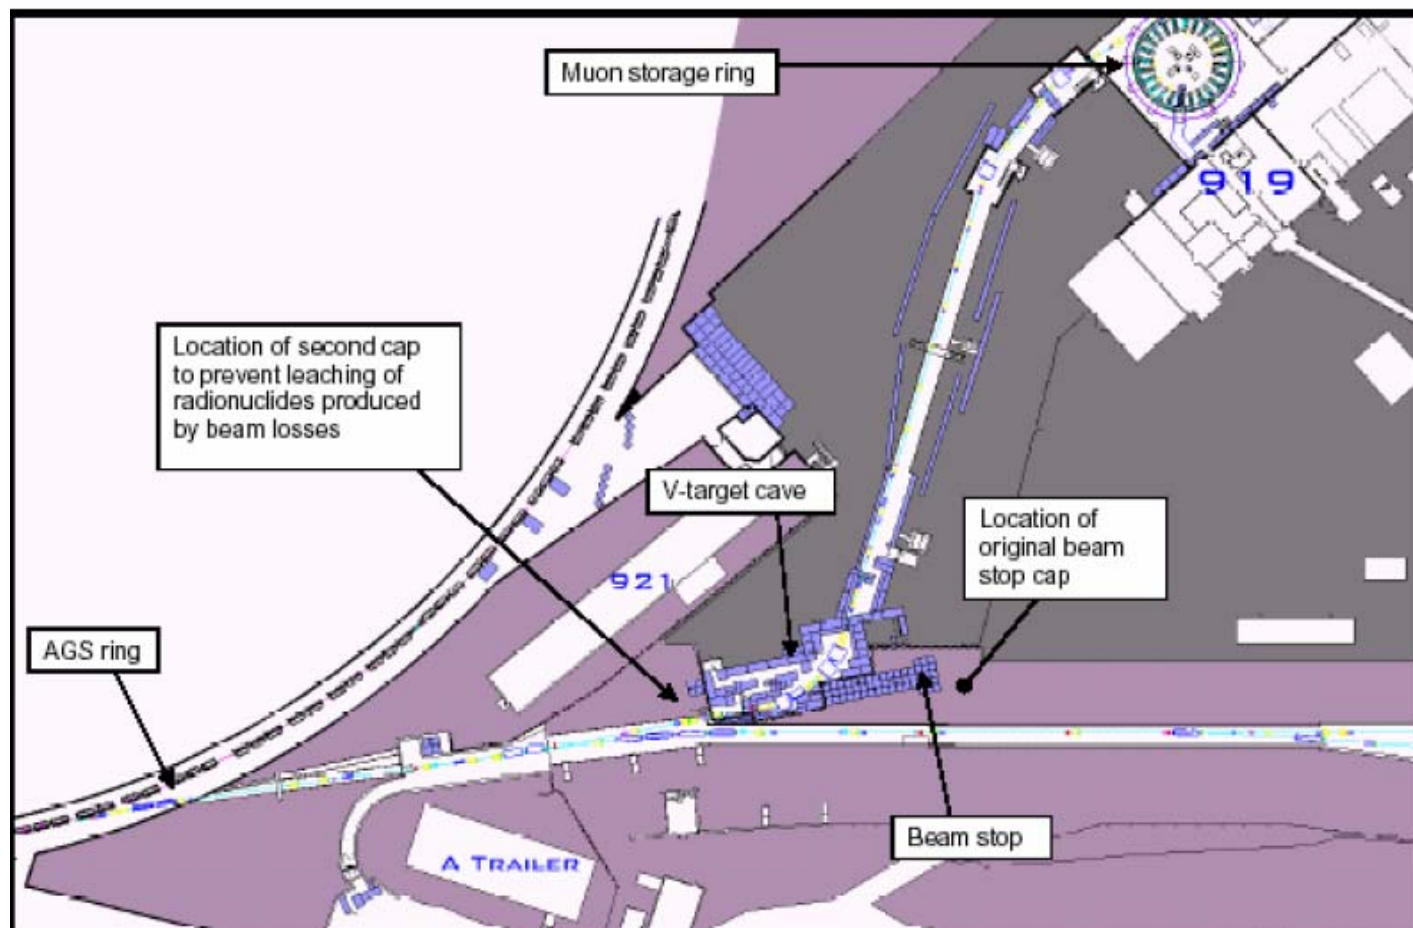 Muon storage ring
919
Location of second cap
to prevent leaching of
radionuclides produced
by beam losses
V-target cave
Location of
original beam
stop cap
921
AGS ring
Beam stop
A TRAILER